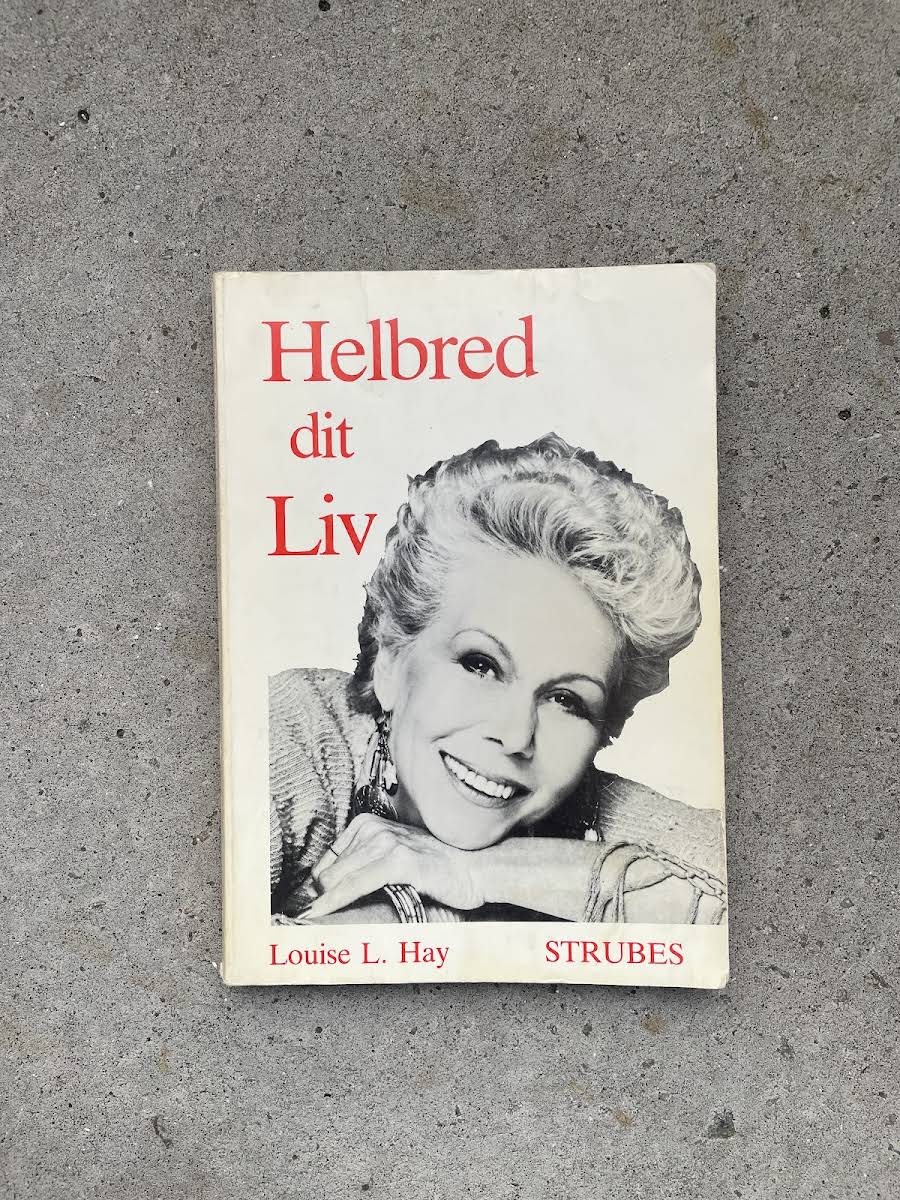 Helbred
dit
Liv
Louise L. Hay STRUBES